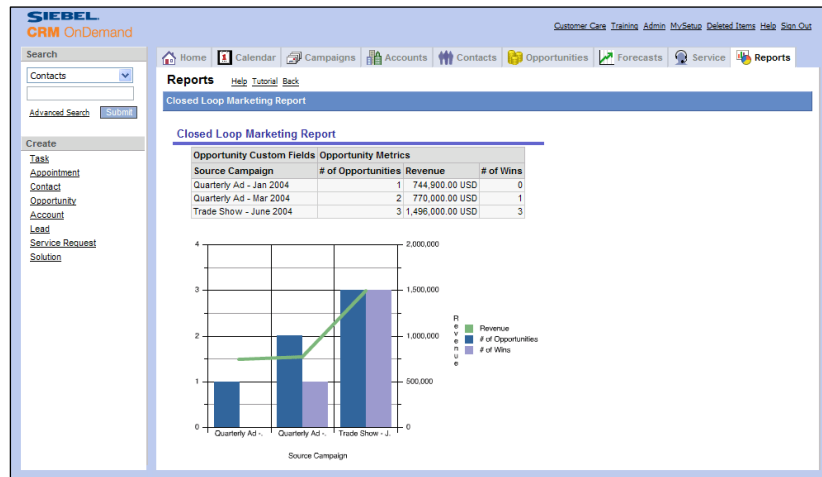 SIEBEL.
CRM OnDemand
Customer Care Training Admin MySetup Deleted Items Help Sign Out
Search
Contacts
Advanced Search Submit
Create
Task
Appointment
Contact
Opportunity
Account
Lead
Service Request
Solution
Home Calendar Campaigns Accounts Contacts Opportunities Forecasts Service Reports
Reports Help Tutorial Back
Closed Loop Marketing Report
Closed Loop Marketing Report
Opportunity Custom Fields Opportunity Metrics
Source Campaign # of Opportunities Revenue # of Wins
Quarterly Ad - Jan 2004 1 744,900.00 USD 0
Quarterly Ad - Mar 2004 2 770,000.00 USD 1
Trade Show - June 2004 3 1,496,000.00 USD 3
4 2,000,000
3 1,500,000
2 1,000,000
1 500,000
0 0
Quarterly Ad -. Quarterly Ad -. Trade Show - J.
Source Campaign
Revenue
Revenue
# of Opportunities
# of Wins